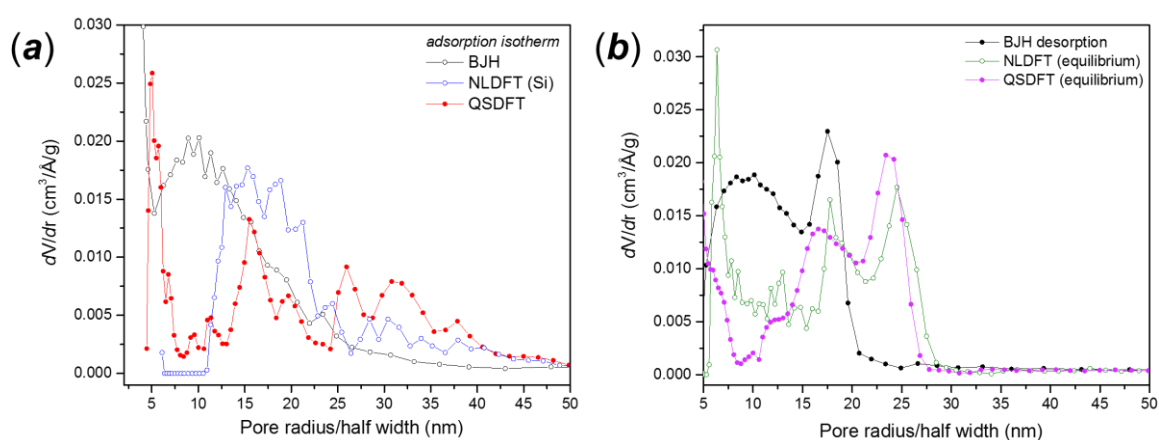 (a)
adsorption isotherm
BJH
NLDFT (Si)
QSDFT
dV/dr (cm³/Å/g)
0.030
0.025
0.020
0.015
0.010
0.005
0.000
5 10 15 20 25 30 35 40 45 50
Pore radius/half width (nm)
(b)
BJH desorption
NLDFT (equilibrium)
QSDFT (equilibrium)
dV/dr (cm³/Å/g)
0.030
0.025
0.020
0.015
0.010
0.005
0.000
5 10 15 20 25 30 35 40 45 50
Pore radius/half width (nm)